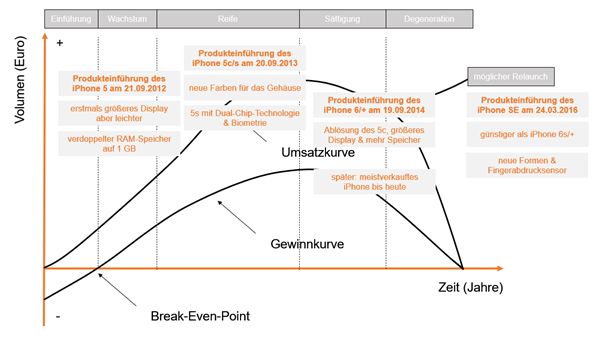 Einführung
Wachstum
Reife
Sättigung
Degeneration
+
Volumen (Euro)
Produkteinführung des
iPhone 5 am 21.09.2012
erstmals größeres Display
aber leichter
verdoppelter RAM-Speicher
auf 1 GB
Produkteinführung des
iPhone 5c/s am 20.09.2013
neue Farben für das Gehäuse
5s mit Dual-Chip-Technologie
& Biometrie
Umsatzkurve
Produkteinführung des
iPhone 6/+ am 19.09.2014
Ablösung des 5c, größeres
Display & mehr Speicher
später: meistverkauftes
iPhone bis heute
möglicher Relaunch
Produkteinführung des
iPhone SE am 24.03.2016
günstiger als iPhone 6s/+
neue Formen &
Fingerabdrucksensor
Gewinnkurve
Zeit (Jahre)
-
Break-Even-Point